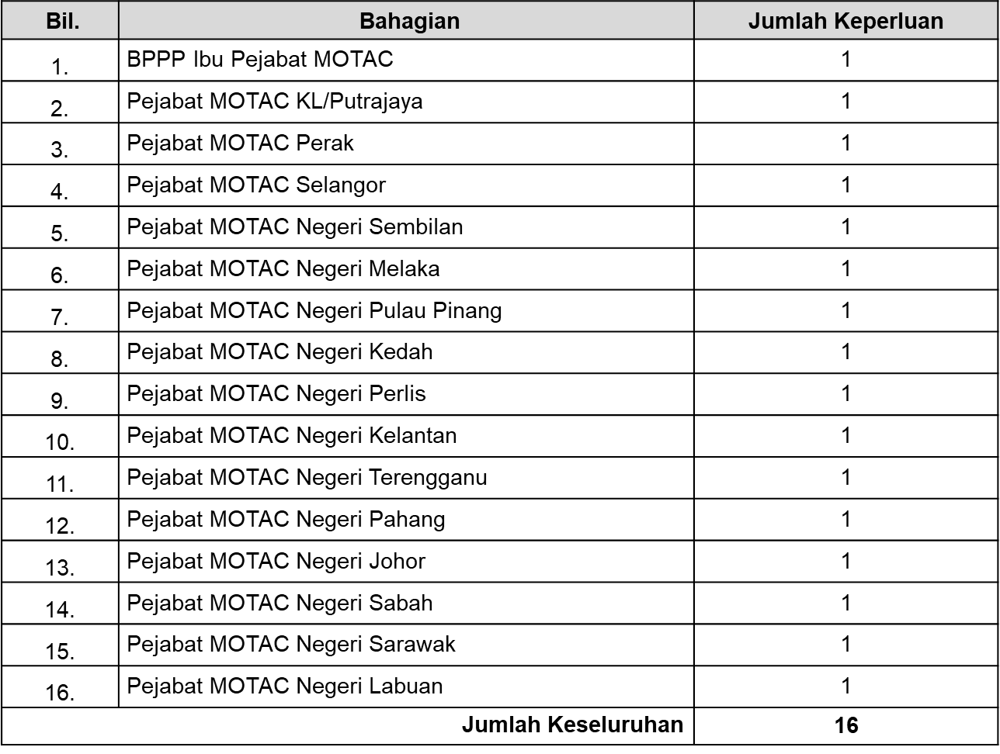 Bil. Bahagian Jumlah Keperluan
1. BPPP Ibu Pejabat MOTAC 1
2. Pejabat MOTAC KL/Putrajaya 1
3. Pejabat MOTAC Perak 1
4. Pejabat MOTAC Selangor 1
5. Pejabat MOTAC Negeri Sembilan 1
6. Pejabat MOTAC Negeri Melaka 1
7. Pejabat MOTAC Negeri Pulau Pinang 1
8. Pejabat MOTAC Negeri Kedah 1
9. Pejabat MOTAC Negeri Perlis 1
10. Pejabat MOTAC Negeri Kelantan 1
11. Pejabat MOTAC Negeri Terengganu 1
12. Pejabat MOTAC Negeri Pahang 1
13. Pejabat MOTAC Negeri Johor 1
14. Pejabat MOTAC Negeri Sabah 1
15. Pejabat MOTAC Negeri Sarawak 1
16. Pejabat MOTAC Negeri Labuan 1
Jumlah Keseluruhan 16